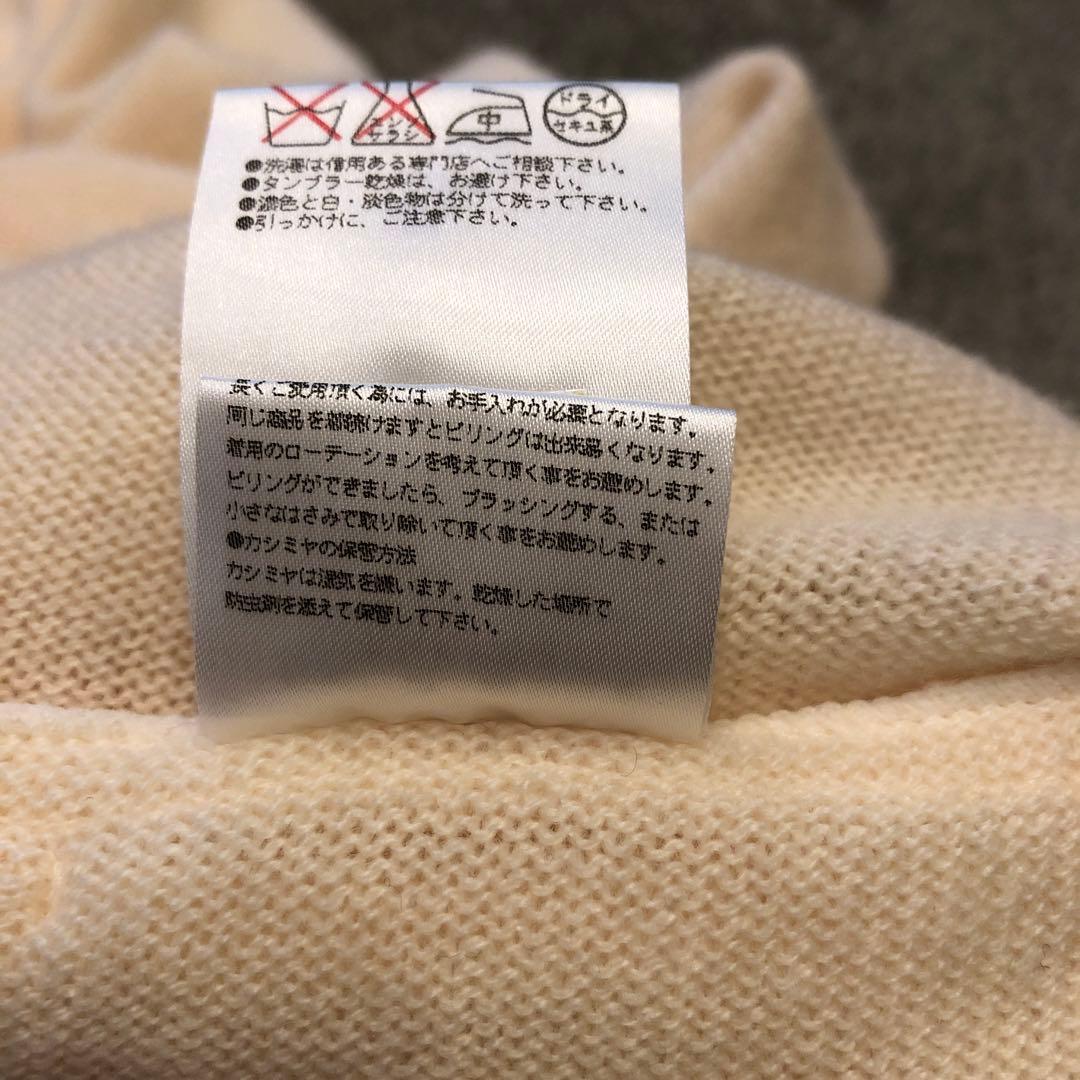 エンソ
サラシ
中
ドライ
セキユ系
●洗濯は信用ある専門店へご相談下さい。
●タンブラー乾燥は、お避け下さい。
●濃色と白・淡色物は分けて洗って下さい。
●引っかけに、ご注意下さい。
長くご使用頂く為には、お手入れが必要となります。
同じ商品を着続けますとピリングは出来易くなります。
着用のローテーションを考えて頂く事をお薦めします。
ピリングができましたら、ブラッシングする、または
小さなはさみで取り除いて頂く事をお薦めします。
●カシミヤの保管方法
カシミヤは湿気を嫌います。乾燥した場所で
防虫剤を添えて保管して下さい。